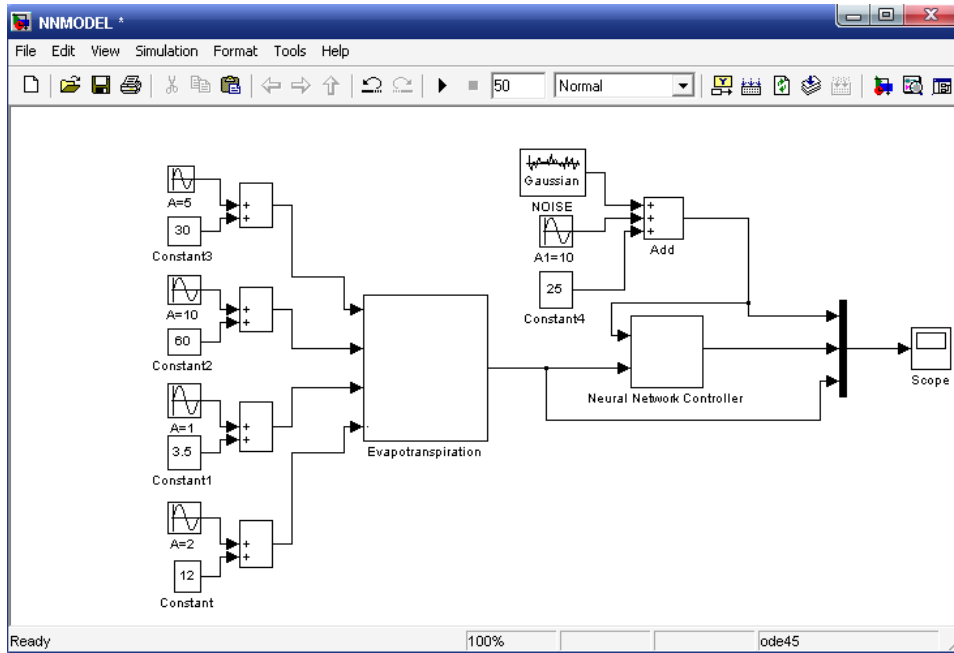 NNMODEL *
File Edit View Simulation Format Tools Help
50 Normal
A=5
30
Constant3
A=10
60
Constant2
A=1
3.5
Constant1
A=2
12
Constant
+
+
+
+
+
+
+
+
Evapotranspiration
Gaussian
NOISE
A1=10
25
Constant4
+
+
+
Add
Neural Network Controller
Scope
Ready 100% ode45